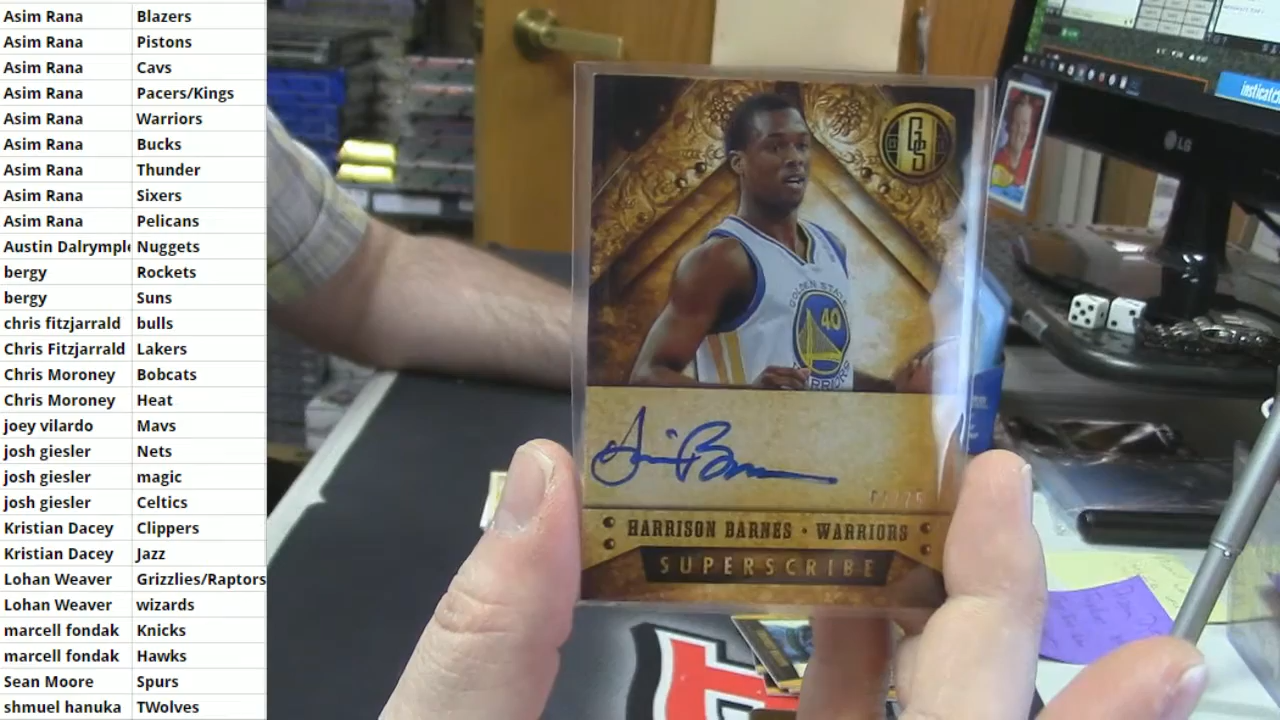 Asim Rana Blazers
Asim Rana Pistons
Asim Rana Cavs
Asim Rana Pacers/Kings
Asim Rana Warriors
Asim Rana Bucks
Asim Rana Thunder
Asim Rana Sixers
Asim Rana Pelicans
Austin Dalrymple Nuggets
bergy Rockets
bergy Suns
chris fitzjarrald bulls
Chris Fitzjarrald Lakers
Chris Moroney Bobcats
Chris Moroney Heat
joey vilardo Mavs
josh giesler Nets
josh giesler magic
josh giesler Celtics
Kristian Dacey Clippers
Kristian Dacey Jazz
Lohan Weaver Grizzlies/Raptors
Lohan Weaver wizards
marcell fondak Knicks
marcell fondak Hawks
Sean Moore Spurs
shmuel hanuka TWolves
GS
GOLDEN STATE
40
WARRIORS
HARRISON BARNES · WARRIORS
SUPERSCRIBE
LG